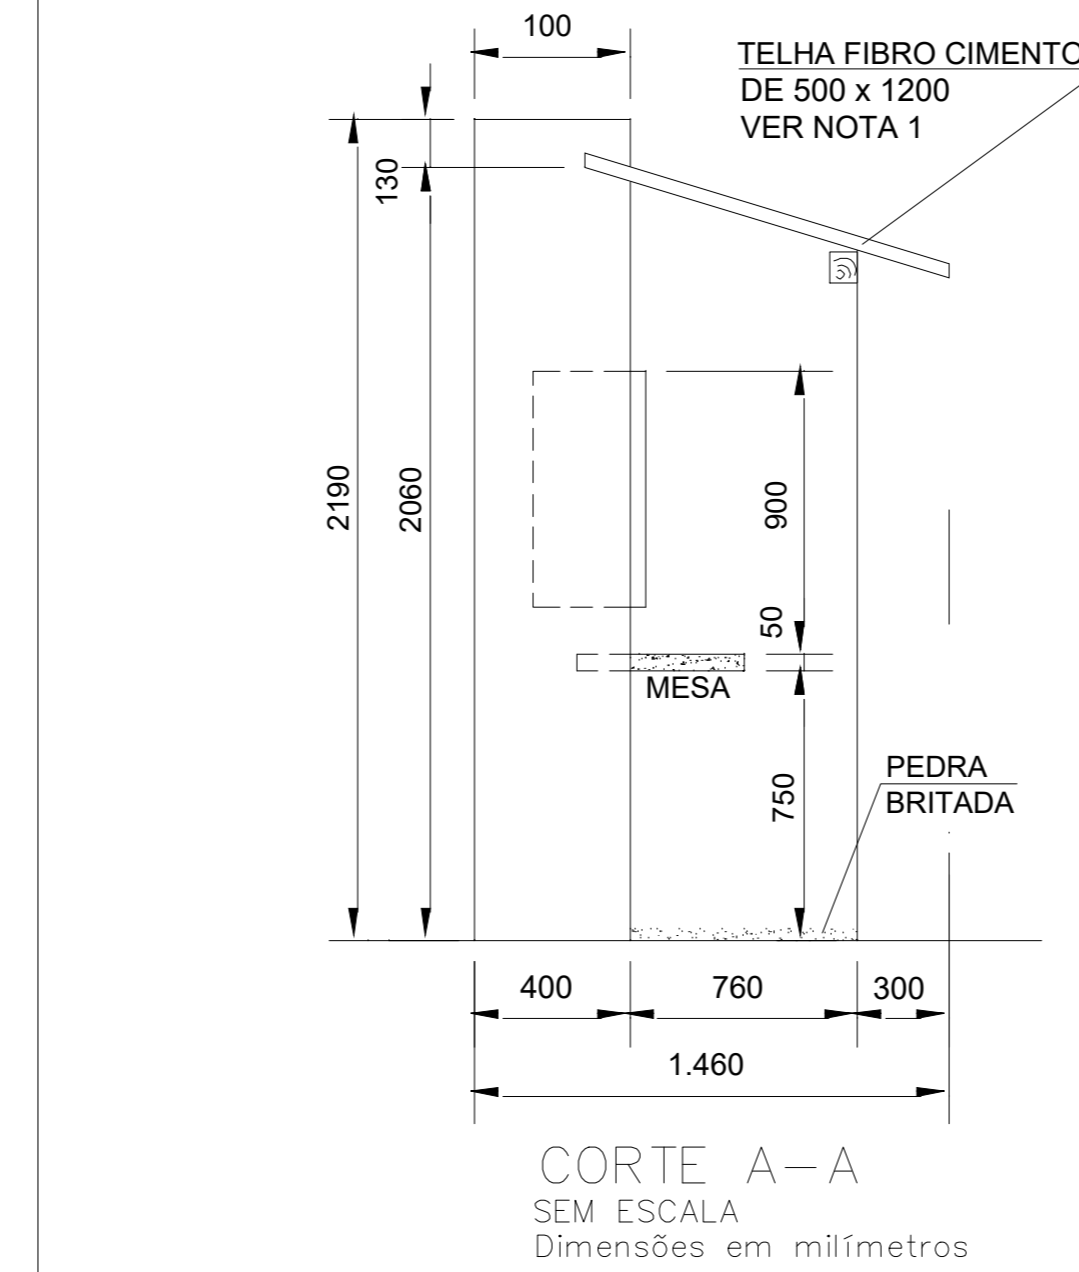 100
TELHA FIBRO CIMENTO
DE 500 x 1200
VER NOTA 1
130
2190
2060
900
50
MESA
750
PEDRA
BRITADA
400
760
300
1.460
CORTE A-A
SEM ESCALA
Dimensões em milímetros